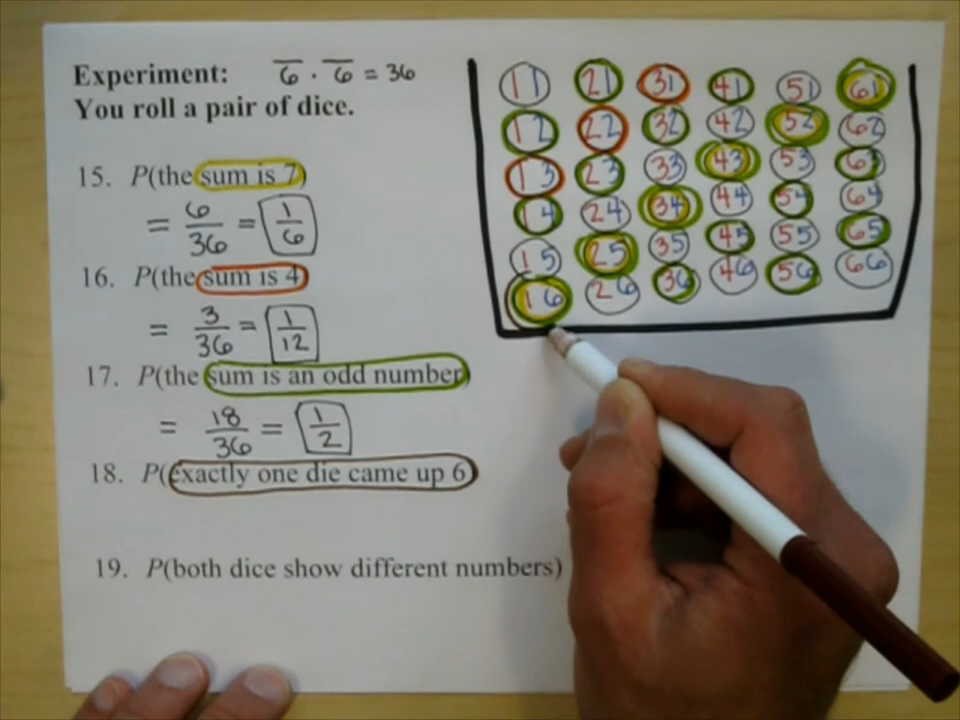 Experiment: 6 · 6 = 36
You roll a pair of dice.
15. P(the sum is 7)
= 6/36 = 1/6
16. P(the sum is 4)
= 3/36 = 1/12
17. P(the sum is an odd number)
= 18/36 = 1/2
18. P(exactly one die came up 6)
19. P(both dice show different numbers)
11 21 31 41 51 61
12 22 32 42 52 62
13 23 33 43 53 63
14 24 34 44 54 64
15 25 35 45 55 65
16 26 36 46 56 66